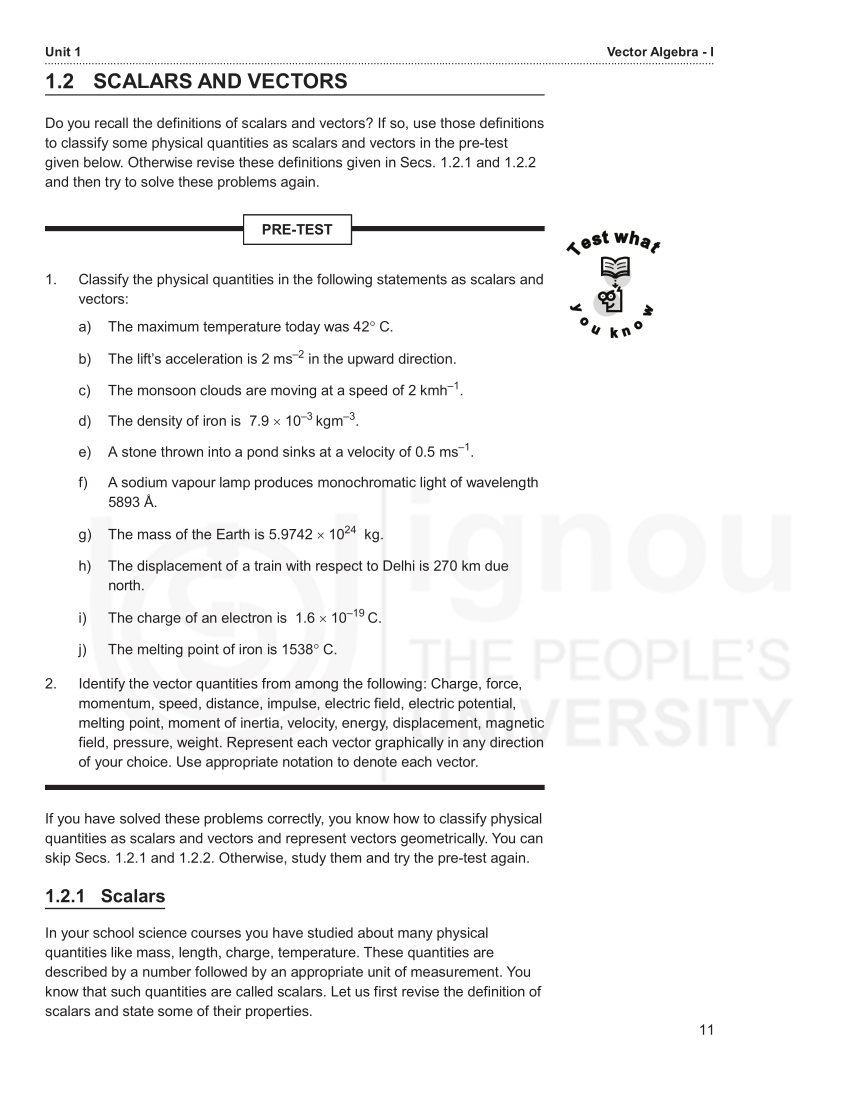 Unit 1 Vector Algebra - I
1.2 SCALARS AND VECTORS
Do you recall the definitions of scalars and vectors? If so, use those definitions
to classify some physical quantities as scalars and vectors in the pre-test
given below. Otherwise revise these definitions given in Secs. 1.2.1 and 1.2.2
and then try to solve these problems again.
PRE-TEST
Test what
you know
1. Classify the physical quantities in the following statements as scalars and
vectors:
a) The maximum temperature today was 42° C.
b) The lift's acceleration is 2 ms⁻² in the upward direction.
c) The monsoon clouds are moving at a speed of 2 kmh⁻¹.
d) The density of iron is 7.9 × 10⁻³ kgm⁻³.
e) A stone thrown into a pond sinks at a velocity of 0.5 ms⁻¹.
f) A sodium vapour lamp produces monochromatic light of wavelength
5893 Å.
g) The mass of the Earth is 5.9742 × 10²⁴ kg.
h) The displacement of a train with respect to Delhi is 270 km due
north.
i) The charge of an electron is 1.6 × 10⁻¹⁹ C.
j) The melting point of iron is 1538° C.
2. Identify the vector quantities from among the following: Charge, force,
momentum, speed, distance, impulse, electric field, electric potential,
melting point, moment of inertia, velocity, energy, displacement, magnetic
field, pressure, weight. Represent each vector graphically in any direction
of your choice. Use appropriate notation to denote each vector.
ignou
THE PEOPLE'S
UNIVERSITY
If you have solved these problems correctly, you know how to classify physical
quantities as scalars and vectors and represent vectors geometrically. You can
skip Secs. 1.2.1 and 1.2.2. Otherwise, study them and try the pre-test again.
1.2.1 Scalars
In your school science courses you have studied about many physical
quantities like mass, length, charge, temperature. These quantities are
described by a number followed by an appropriate unit of measurement. You
know that such quantities are called scalars. Let us first revise the definition of
scalars and state some of their properties.
11